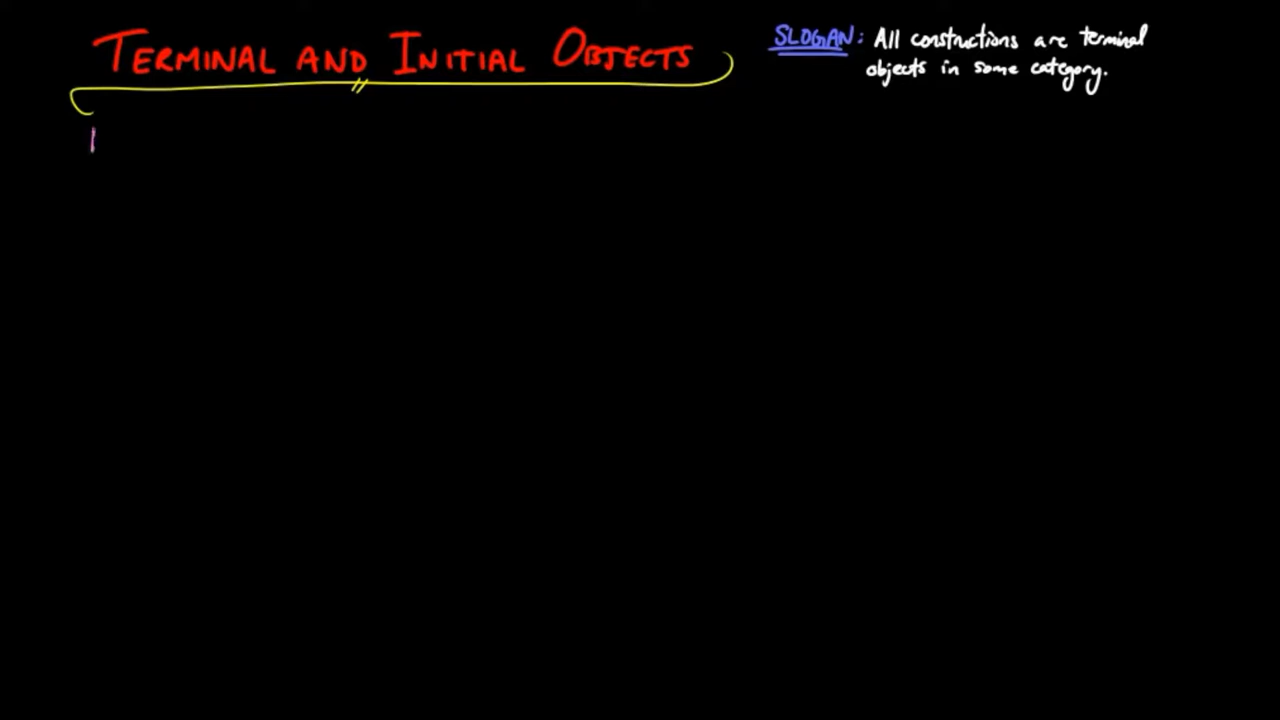 TERMINAL AND INITIAL OBJECTS
SLOGAN: All constructions are terminal
objects in some category.